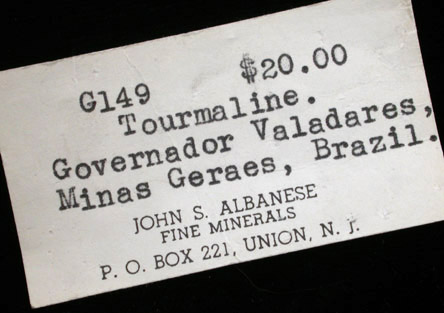 G149 $20.00
Tourmaline.
Governador Valadares,
Minas Geraes, Brazil.
JOHN S. ALBANESE
FINE MINERALS
P. O. BOX 221, UNION, N. J.